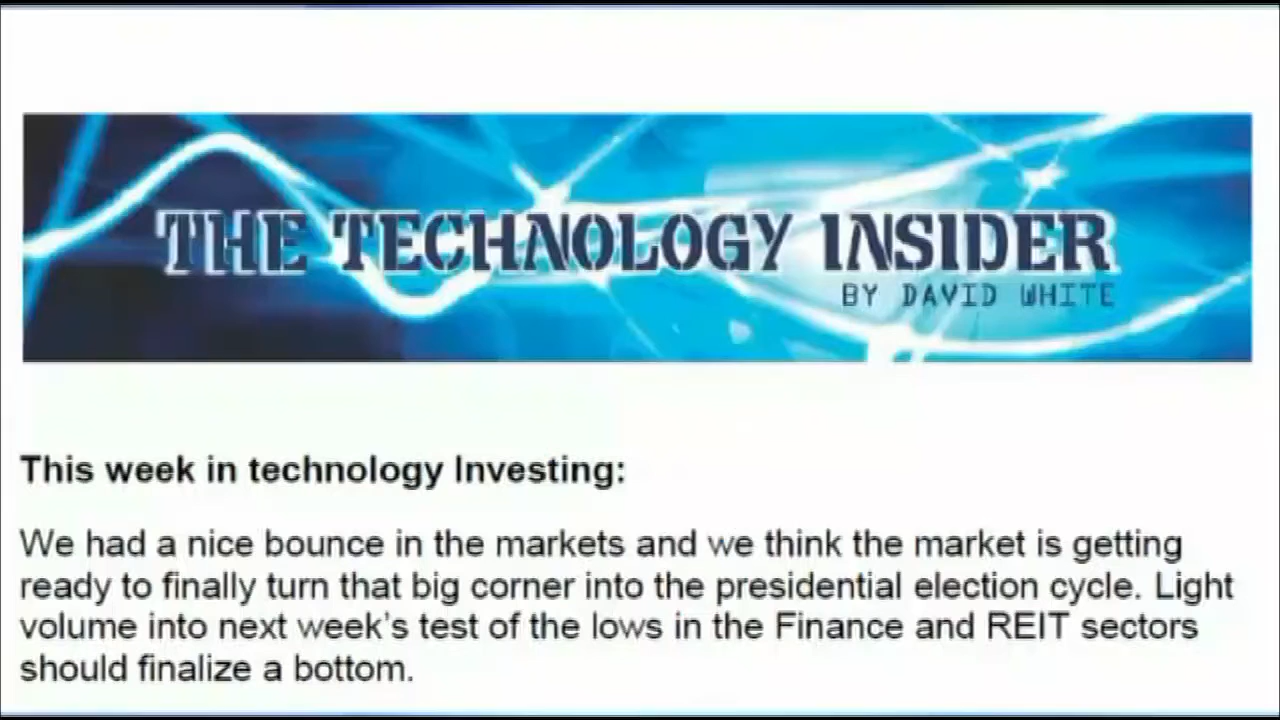 THE TECHNOLOGY INSIDER
BY DAVID WHITE
This week in technology Investing:
We had a nice bounce in the markets and we think the market is getting
ready to finally turn that big corner into the presidential election cycle. Light
volume into next week's test of the lows in the Finance and REIT sectors
should finalize a bottom.